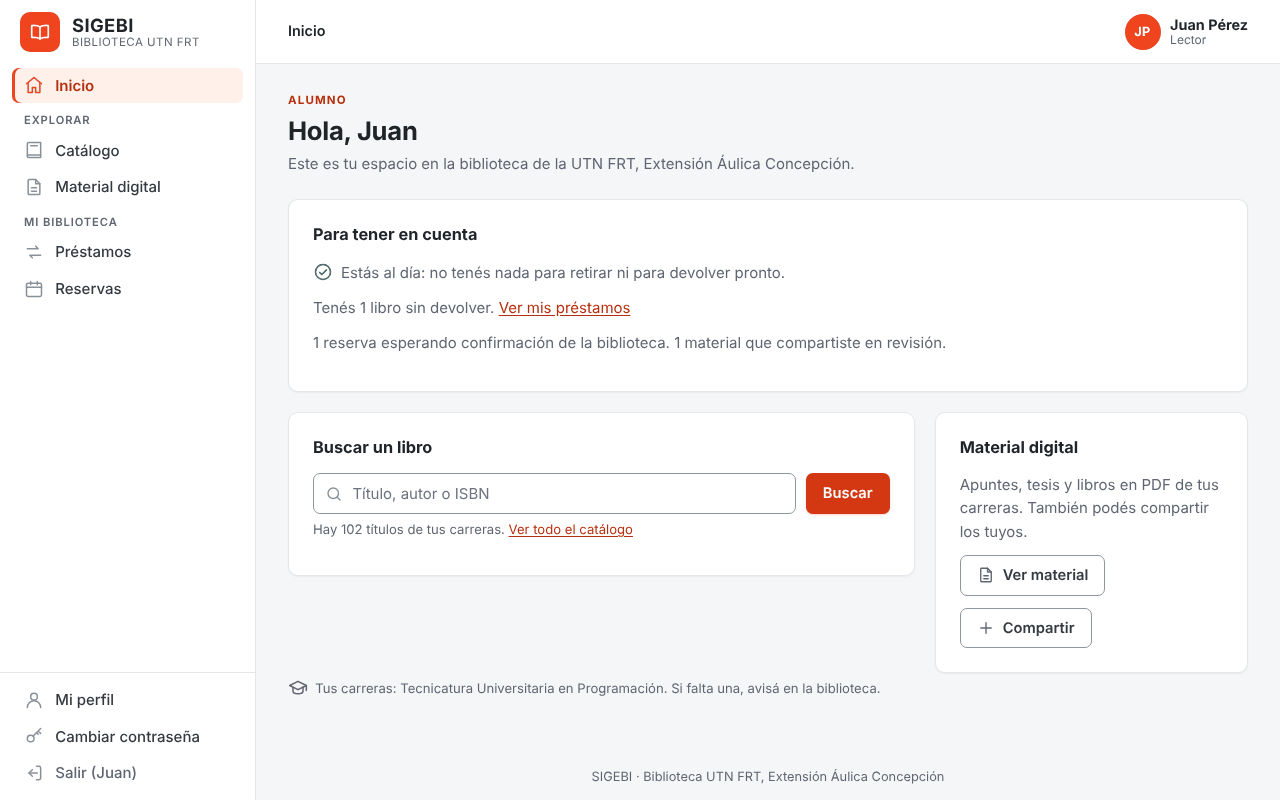 SIGEBI
BIBLIOTECA UTN FRT
Inicio
EXPLORAR
Catálogo
Material digital
MI BIBLIOTECA
Préstamos
Reservas
Mi perfil
Cambiar contraseña
Salir (Juan)
Inicio
JP
Juan Pérez
Lector
ALUMNO
Hola, Juan
Este es tu espacio en la biblioteca de la UTN FRT, Extensión Áulica Concepción.
Para tener en cuenta
Estás al día: no tenés nada para retirar ni para devolver pronto.
Tenés 1 libro sin devolver. Ver mis préstamos
1 reserva esperando confirmación de la biblioteca. 1 material que compartiste en revisión.
Buscar un libro
Título, autor o ISBN
Buscar
Hay 102 títulos de tus carreras. Ver todo el catálogo
Material digital
Apuntes, tesis y libros en PDF de tus
carreras. También podés compartir
los tuyos.
Ver material
Compartir
Tus carreras: Tecnicatura Universitaria en Programación. Si falta una, avisá en la biblioteca.
SIGEBI · Biblioteca UTN FRT, Extensión Áulica Concepción